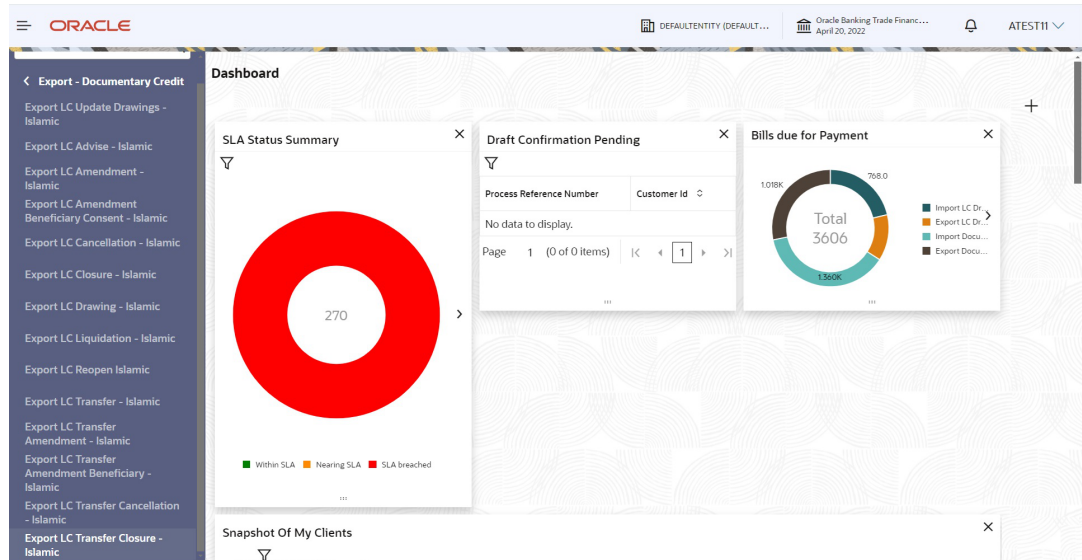 ORACLE
DEFAULTENTITY (DEFAULT...
Oracle Banking Trade Financ...
April 20, 2022
ATEST11
Export - Documentary Credit
Export LC Update Drawings -
Islamic
Export LC Advise - Islamic
Export LC Amendment -
Islamic
Export LC Amendment
Beneficiary Consent - Islamic
Export LC Cancellation - Islamic
Export LC Closure - Islamic
Export LC Drawing - Islamic
Export LC Liquidation - Islamic
Export LC Reopen Islamic
Export LC Transfer - Islamic
Export LC Transfer
Amendment - Islamic
Export LC Transfer
Amendment Beneficiary -
Islamic
Export LC Transfer Cancellation
- Islamic
Export LC Transfer Closure -
Islamic
Dashboard
SLA Status Summary
270
Within SLA
Nearing SLA
SLA breached
Draft Confirmation Pending
Process Reference Number
Customer Id
No data to display.
Page 1 (0 of 0 items) 1
Bills due for Payment
1.018K
768.0
Total
3606
1.360K
Import LC Dr...
Export LC Dr...
Import Docu...
Export Docu...
Snapshot Of My Clients